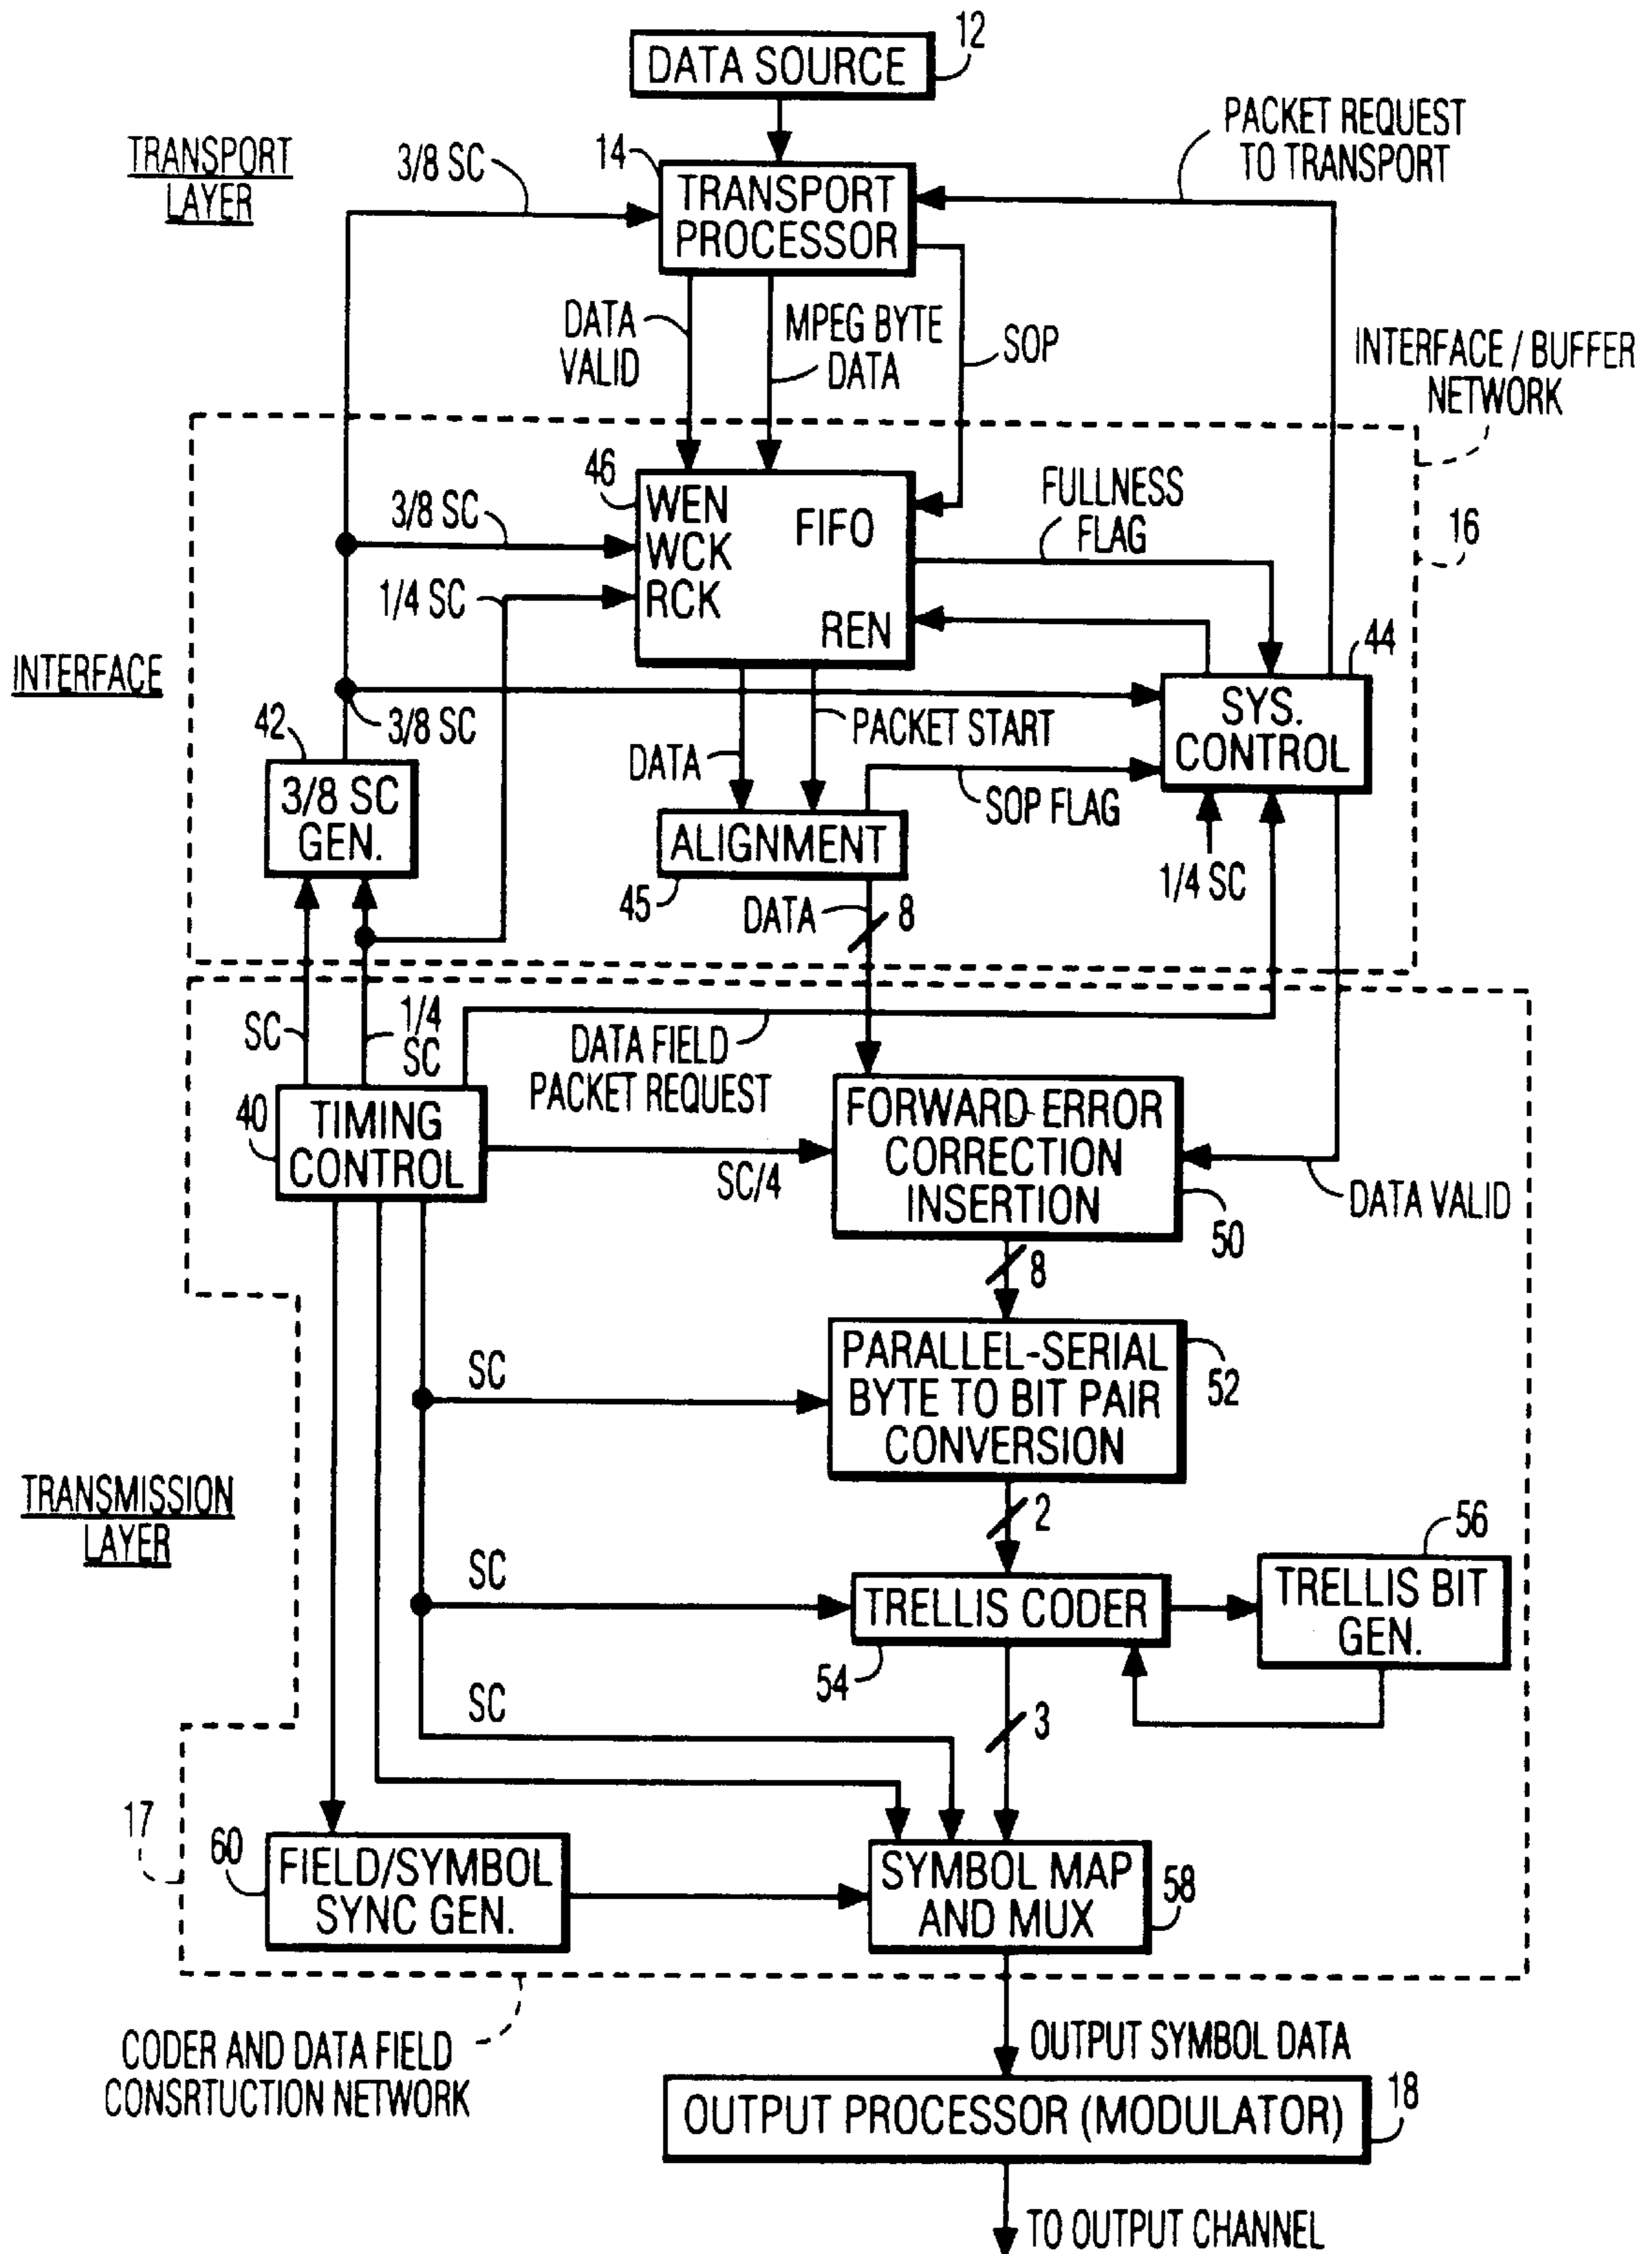 DATA SOURCE
12
TRANSPORT
LAYER
3/8 SC
14
TRANSPORT
PROCESSOR
PACKET REQUEST
TO TRANSPORT
DATA
VALID
MPEG BYTE
DATA
SOP
INTERFACE / BUFFER
NETWORK
16
46
WEN
WCK
RCK
FIFO
REN
3/8 SC
1/4 SC
FULLNESS
FLAG
INTERFACE
44
SYS.
CONTROL
42
3/8 SC
3/8 SC
GEN.
DATA
PACKET START
SOP FLAG
ALIGNMENT
45
1/4 SC
DATA
8
SC
1/4
SC
DATA FIELD
PACKET REQUEST
40
TIMING
CONTROL
SC/4
FORWARD ERROR
CORRECTION
INSERTION
50
DATA VALID
8
SC
PARALLEL-SERIAL
BYTE TO BIT PAIR
CONVERSION
52
TRANSMISSION
LAYER
2
SC
TRELLIS CODER
54
56
TRELLIS BIT
GEN.
SC
3
17
60
FIELD/SYMBOL
SYNC GEN.
SYMBOL MAP
AND MUX
58
CODER AND DATA FIELD
CONSRTUCTION NETWORK
OUTPUT SYMBOL DATA
OUTPUT PROCESSOR (MODULATOR)
18
TO OUTPUT CHANNEL